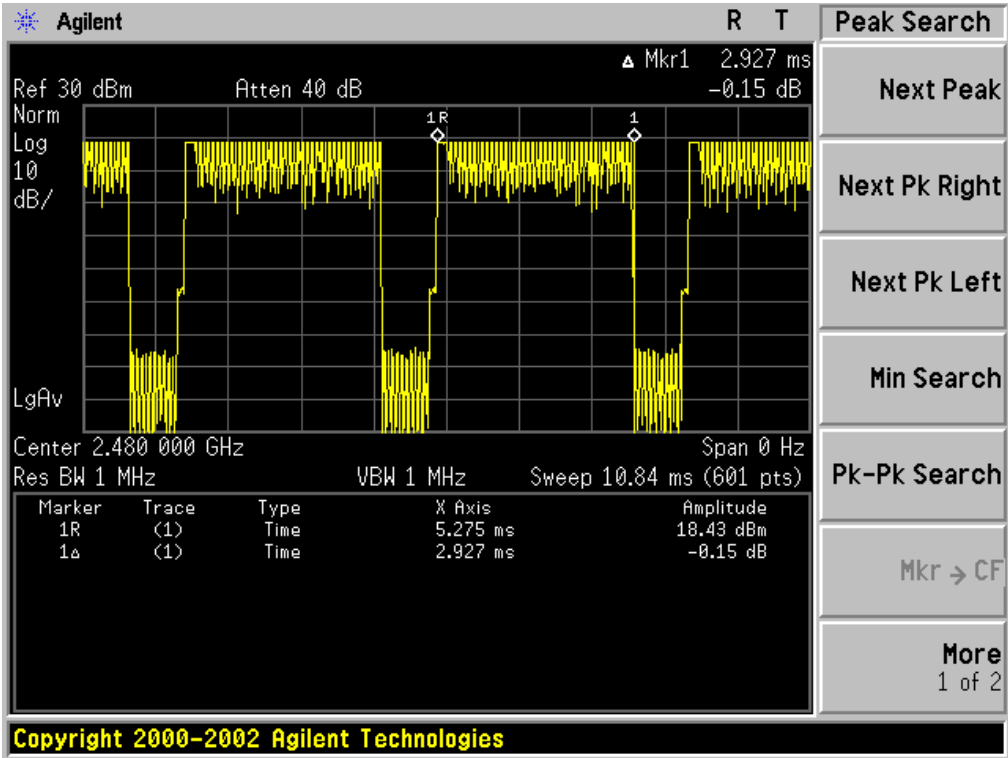 Agilent R T Peak Search
▵ Mkr1 2.927 ms
Ref 30 dBm Atten 40 dB -0.15 dB
Norm
Log
10
dB/
1R
1
LgAv
Center 2.480 000 GHz Span 0 Hz
Res BW 1 MHz VBW 1 MHz Sweep 10.84 ms (601 pts)
Marker Trace Type X Axis Amplitude
1R (1) Time 5.275 ms 18.43 dBm
1▵ (1) Time 2.927 ms -0.15 dB
Next Peak
Next Pk Right
Next Pk Left
Min Search
Pk-Pk Search
Mkr → CF
More
1 of 2
Copyright 2000-2002 Agilent Technologies